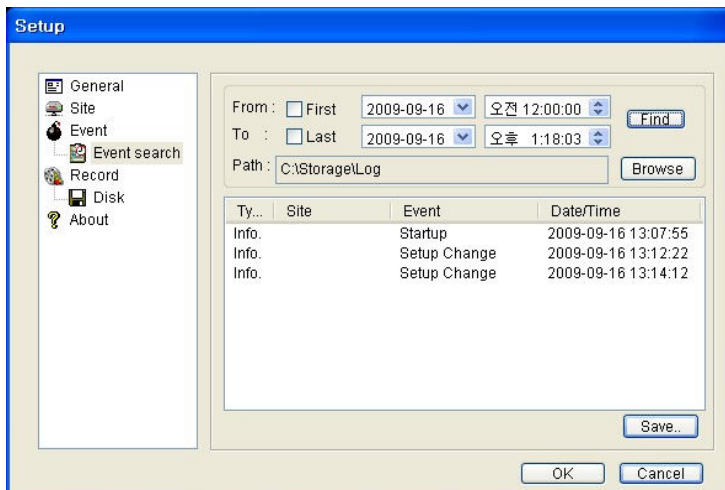 Setup
General
Site
Event
Event search
Record
Disk
About
From : First 2009-09-16 오전 12:00:00 Find
To : Last 2009-09-16 오후 1:18:03
Path : C:\Storage\Log Browse
Ty... Site Event Date/Time
Info. Startup 2009-09-16 13:07:55
Info. Setup Change 2009-09-16 13:12:22
Info. Setup Change 2009-09-16 13:14:12
Save..
OK Cancel